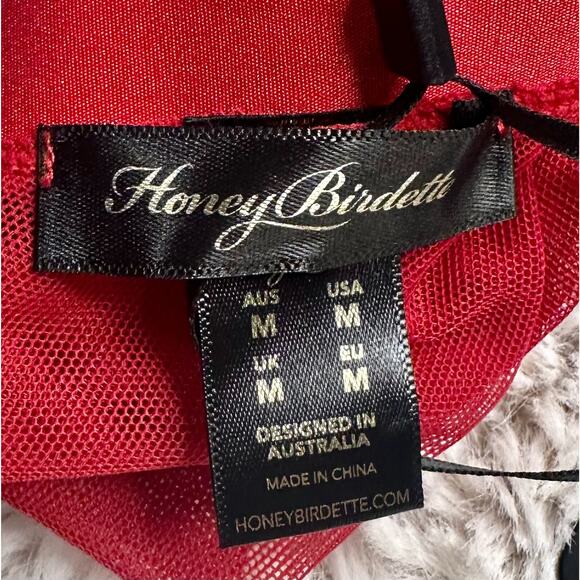 Honey Birdette
AUS USA
M M
UK EU
M M
DESIGNED IN
AUSTRALIA
MADE IN CHINA
HONEYBIRDETTE.COM